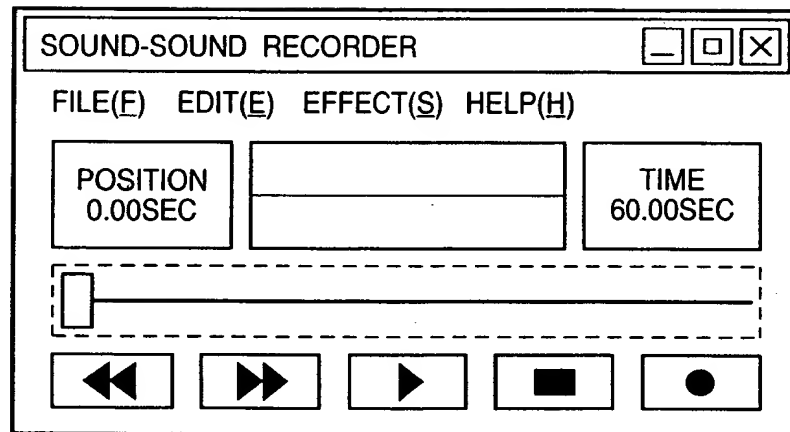 SOUND-SOUND RECORDER
FILE(F) EDIT(E) EFFECT(S) HELP(H)
POSITION
0.00SEC
TIME
60.00SEC